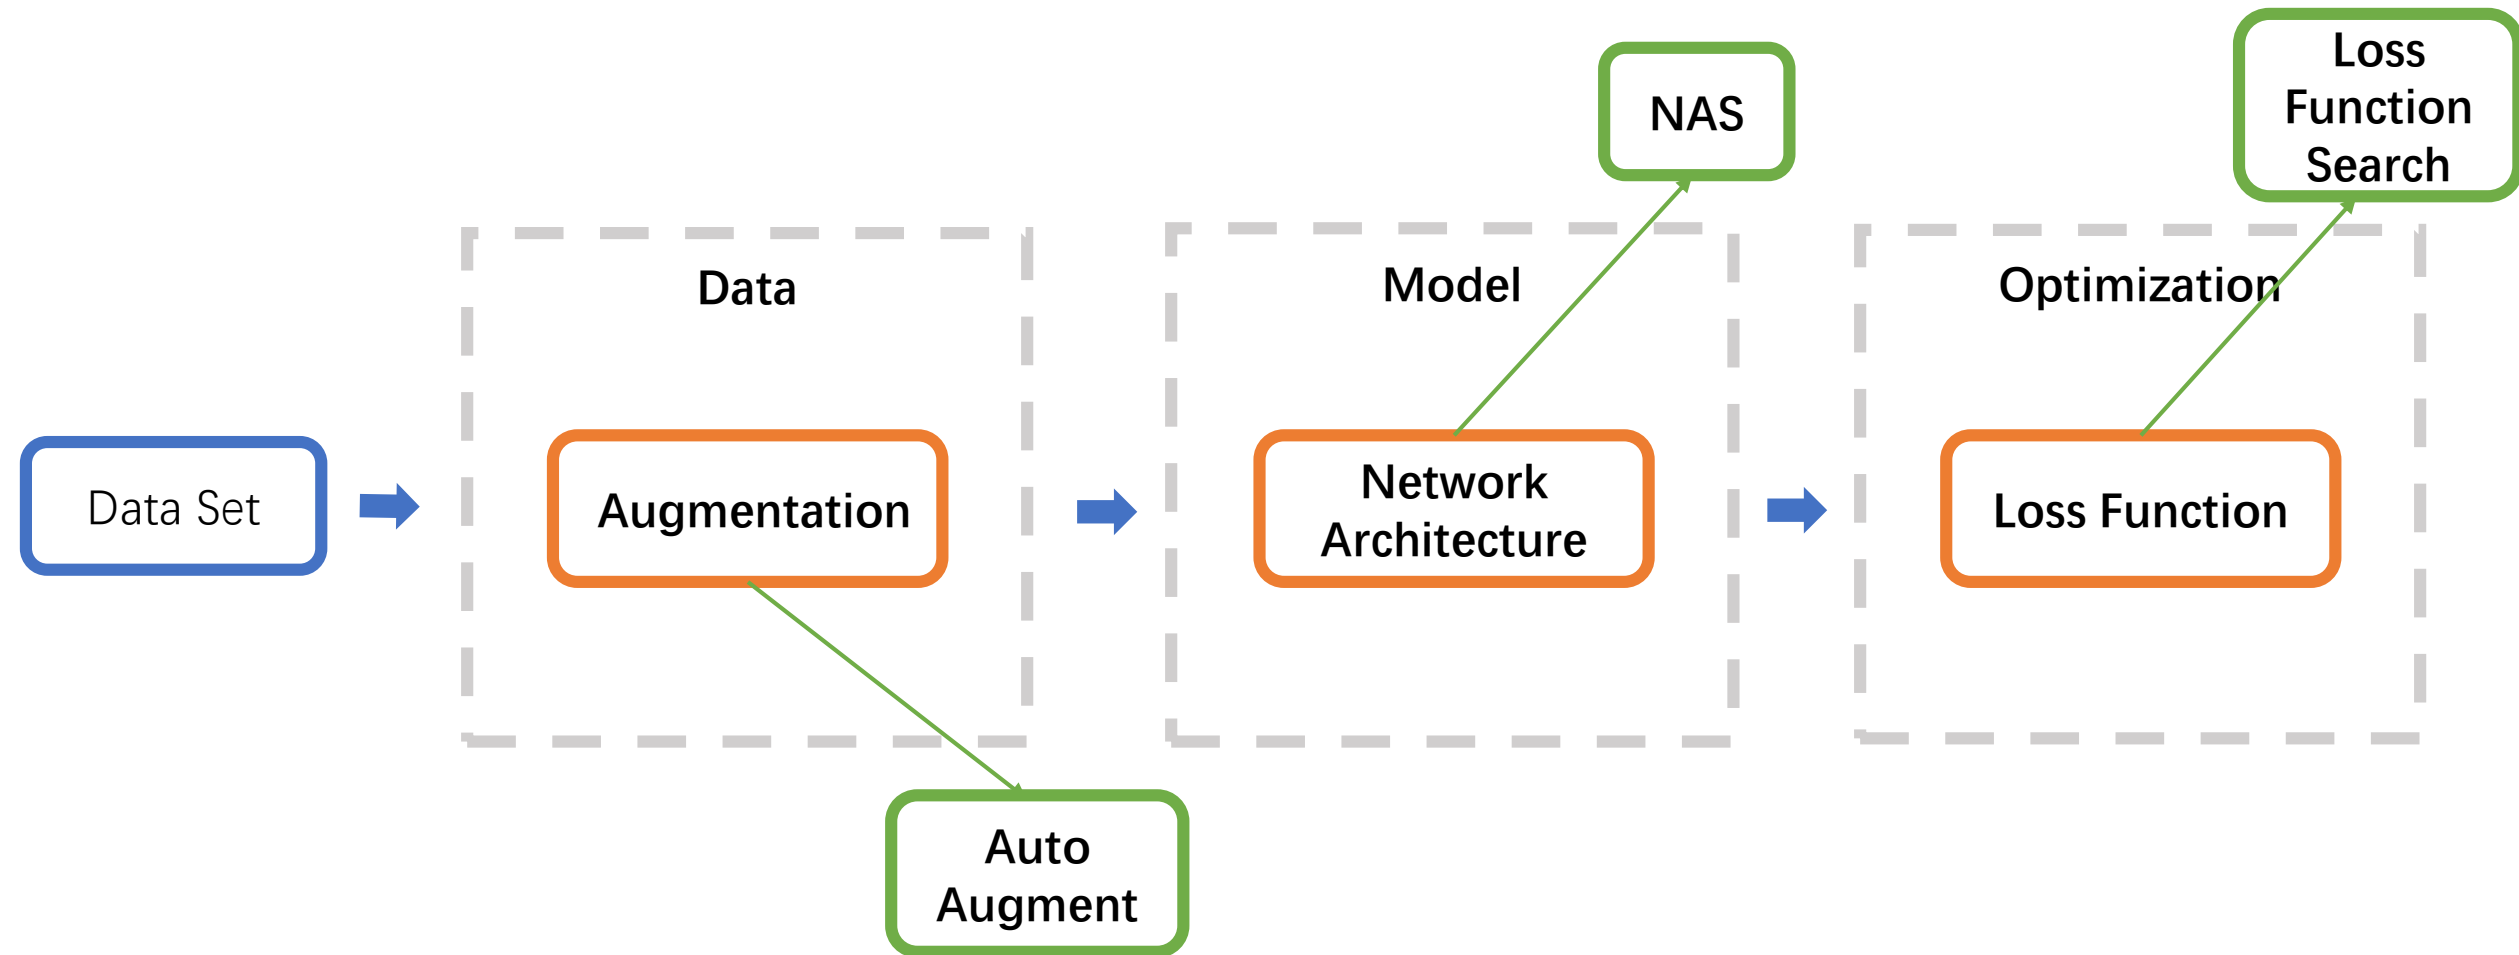 NAS
Loss
Function
Search
Data
Model
Optimization
Data Set
Augmentation
Network
Architecture
Loss Function
Auto
Augment